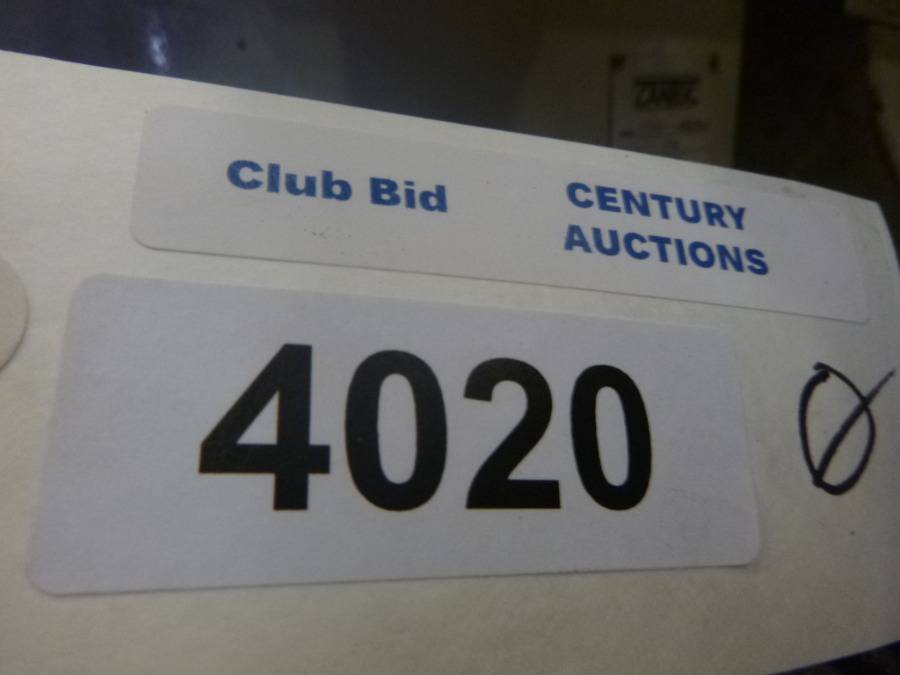 Club Bid
CENTURY
AUCTIONS
4020
Ø